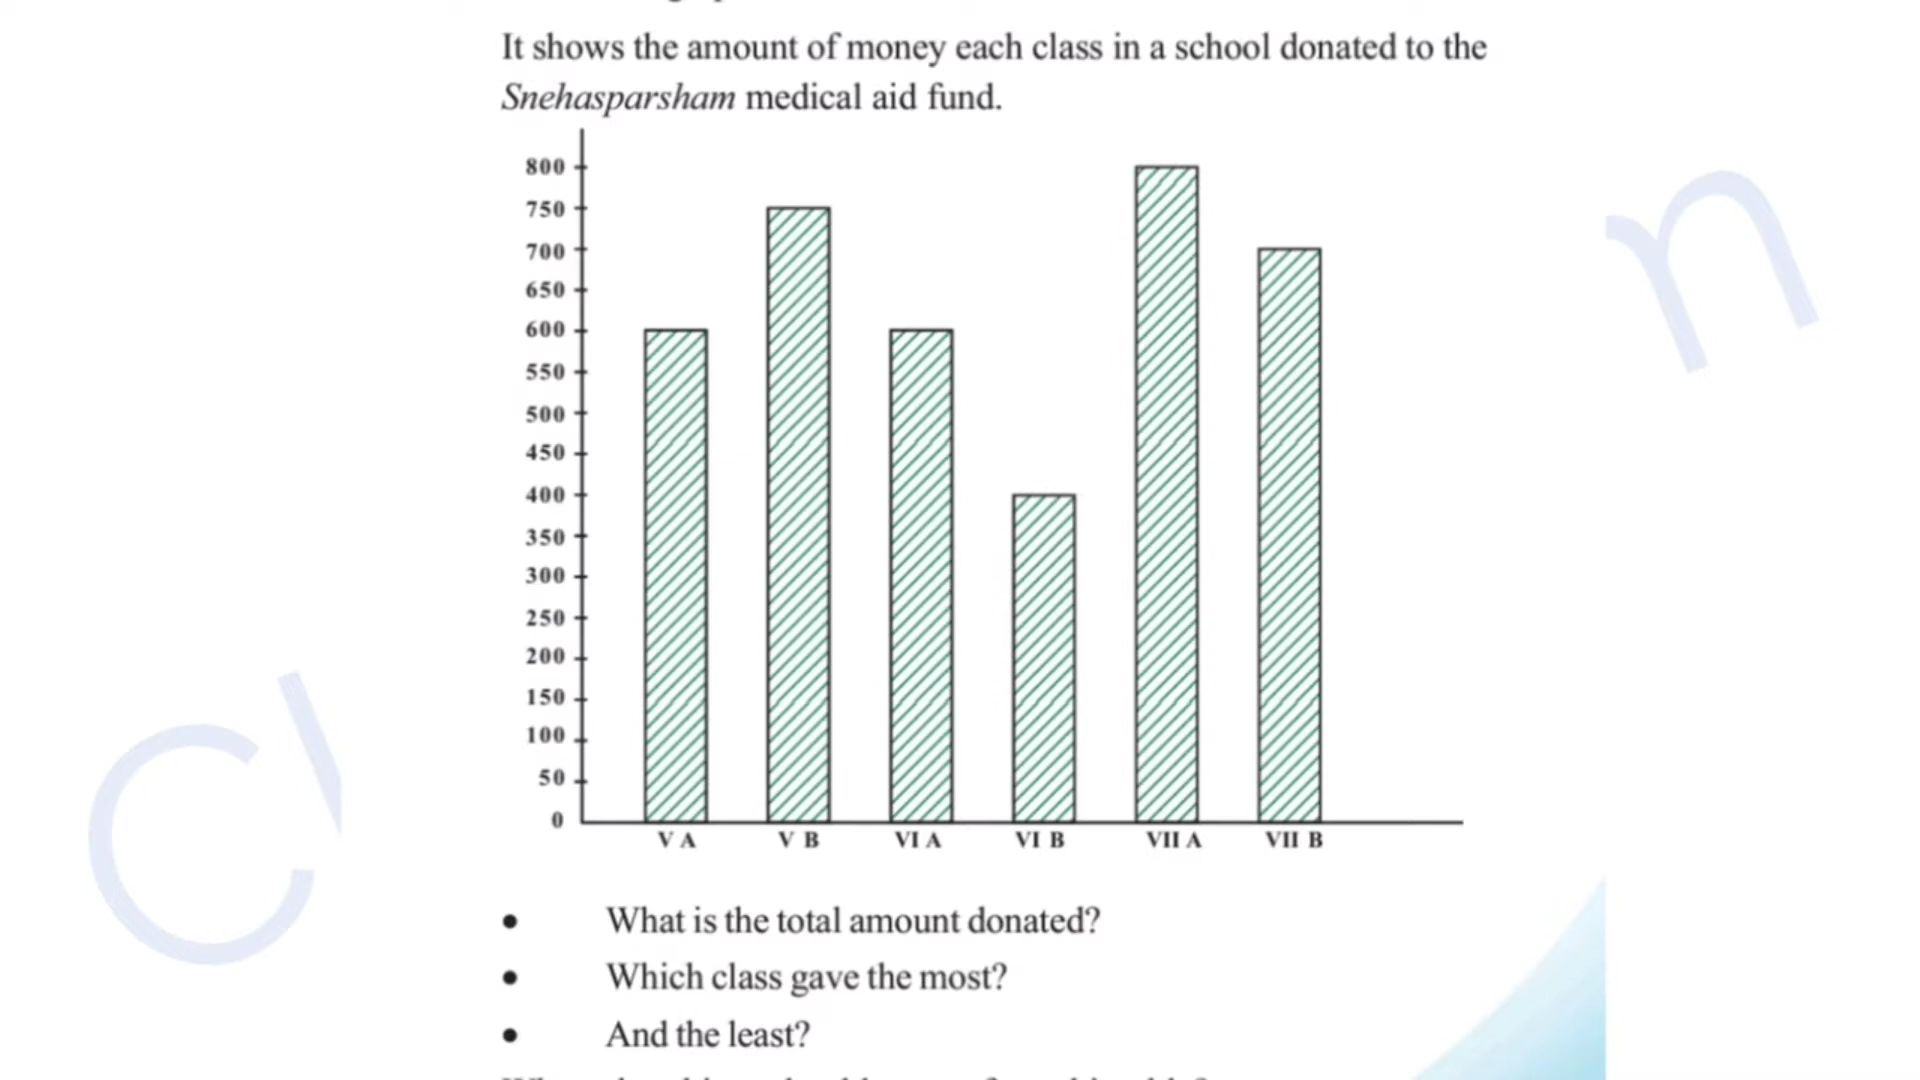 It shows the amount of money each class in a school donated to the
Snehasparsham medical aid fund.
800
750
700
650
600
550
500
450
400
350
300
250
200
150
100
50
0
V A V B VI A VI B VII A VII B
• What is the total amount donated?
• Which class gave the most?
• And the least?